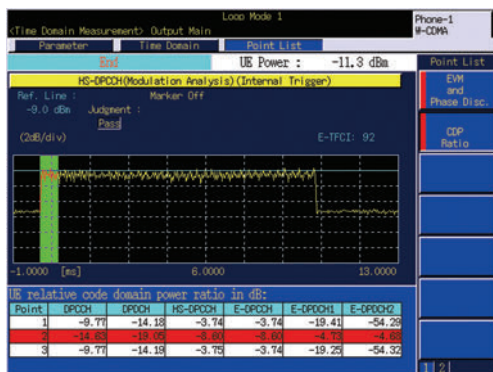 Loop Mode 1
<Time Domain Measurement> Output Main
Phone-1
W-CDMA
Parameter Time Domain Point List
End UE Power : -11.3 dBm Point List
HS-DPCCH(Modulation Analysis)(Internal Trigger)
Ref. Line : Marker Off
-9.0 dBm Judgment :
Pass
(2dB/div) E-TFCI: 92
EVM
and
Phase Disc.
CDP
Ratio
-1.0000 [ms] 6.0000 13.0000
UE relative code domain power ratio in dB:
Point DPCCH DPDCH HS-DPCCH E-DPCCH E-DPDCH1 E-DPDCH2
1 -9.77 -14.18 -3.74 -3.74 -19.41 -54.29
2 -14.63 -19.05 -8.60 -8.60 -4.73 -4.63
3 -9.77 -14.19 -3.75 -3.74 -19.25 -54.32
1 2